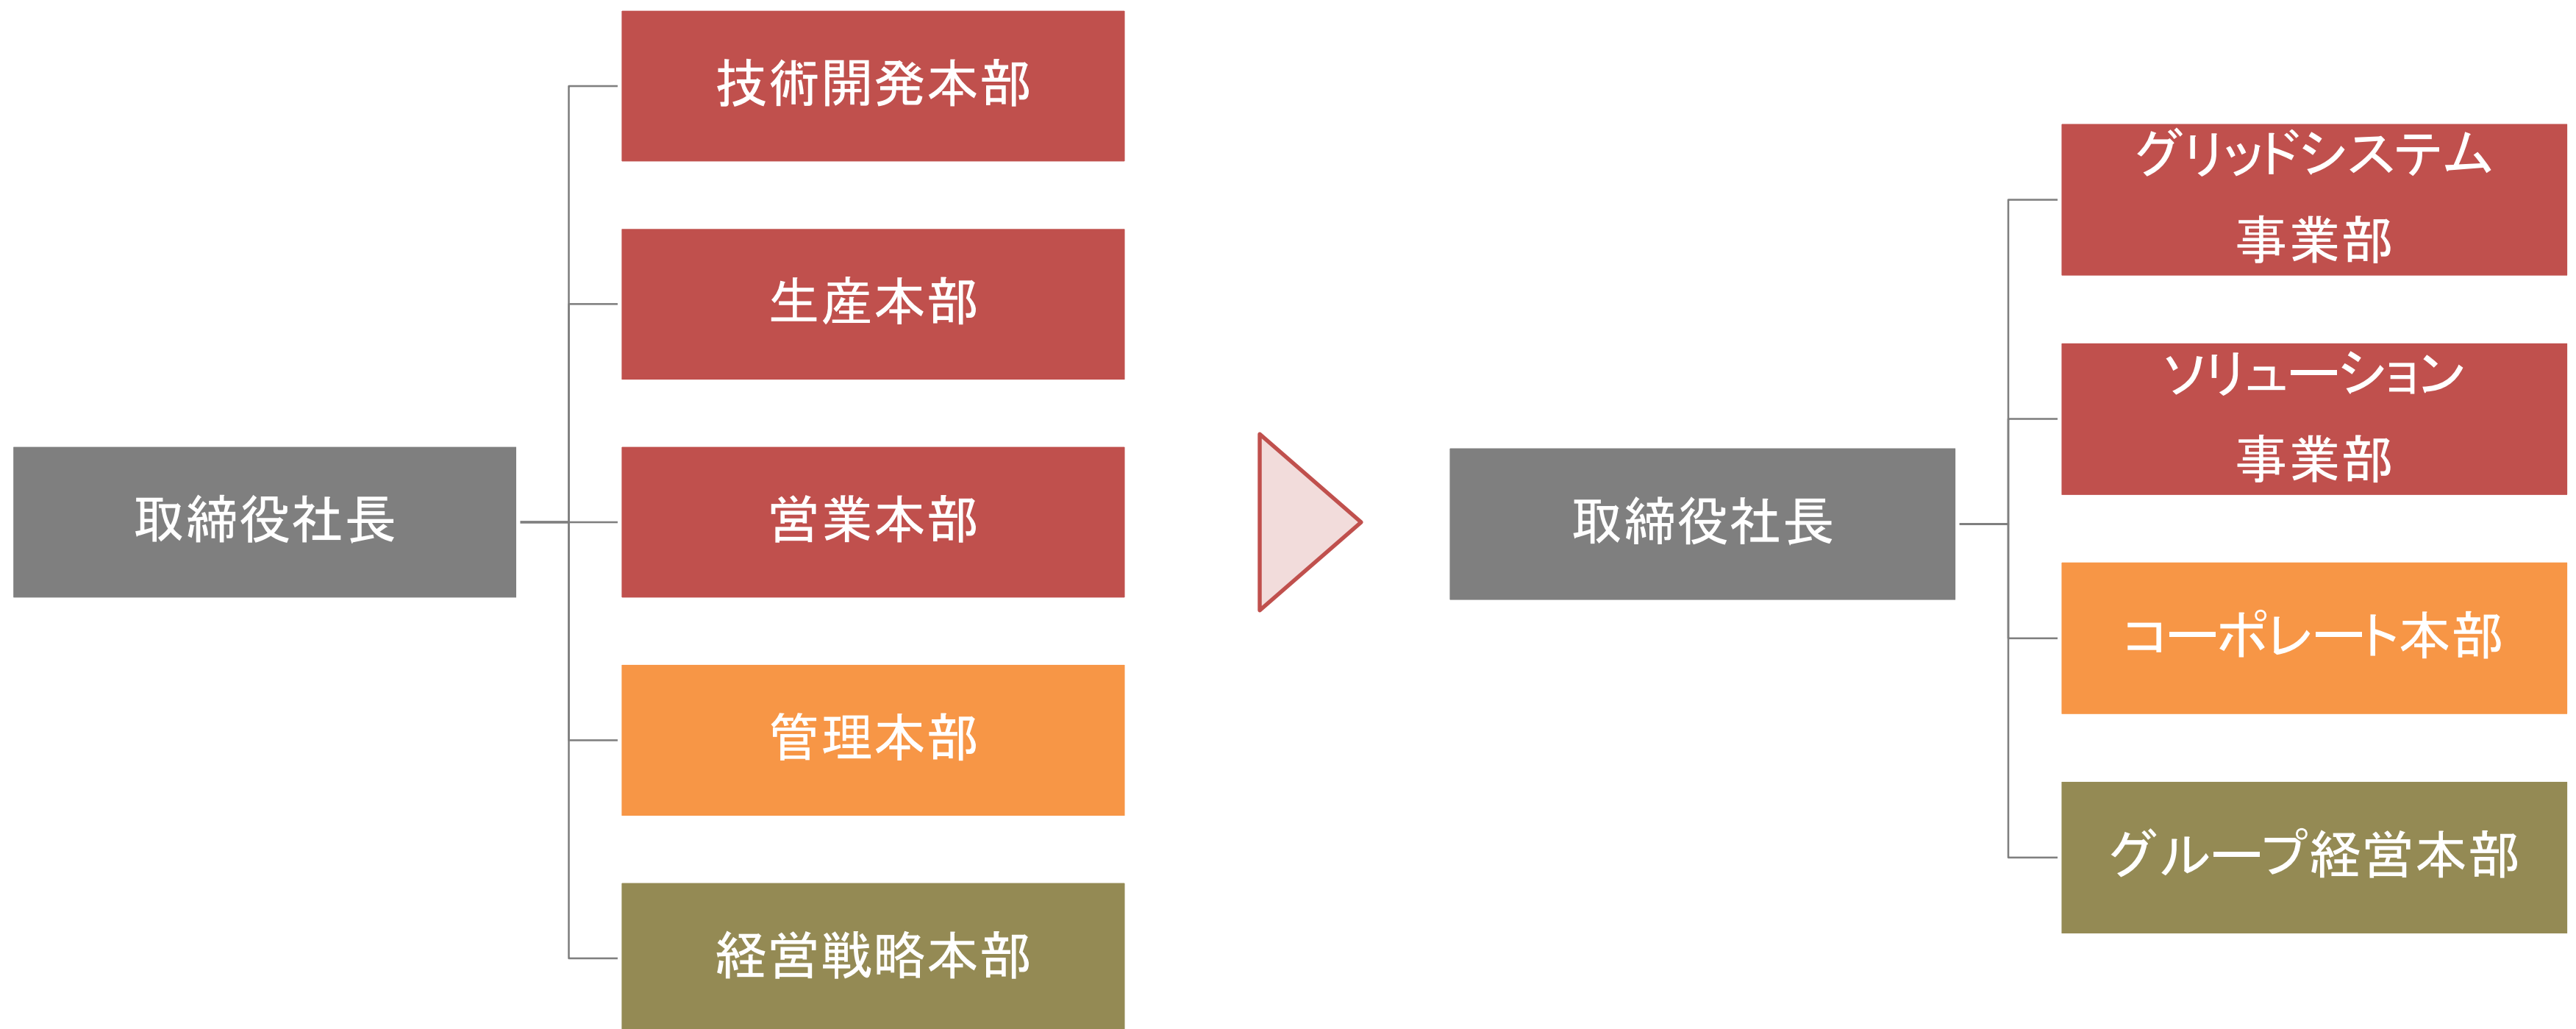 取締役社長
技術開発本部
生産本部
営業本部
管理本部
経営戦略本部
取締役社長
グリッドシステム
事業部
ソリューション
事業部
コーポレート本部
グループ経営本部